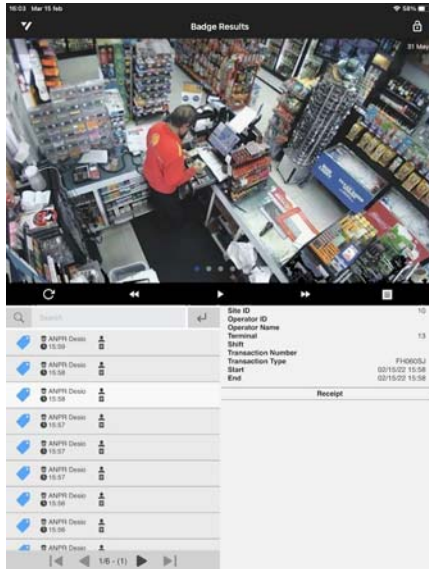 16:03 Mar 15 feb
58%
Badge Results
31 May
Search
ANPR Desio
15:59
ANPR Desio
15:58
ANPR Desio
15:58
ANPR Desio
15:57
ANPR Desio
15:57
ANPR Desio
15:57
ANPR Desio
15:56
ANPR Desio
15:56
ANPR Desio
1/6 - (1)
Site ID 10
Operator ID
Operator Name
Terminal 13
Shift
Transaction Number
Transaction Type FH060SJ
Start 02/15/22 15:58
End 02/15/22 15:58
Receipt